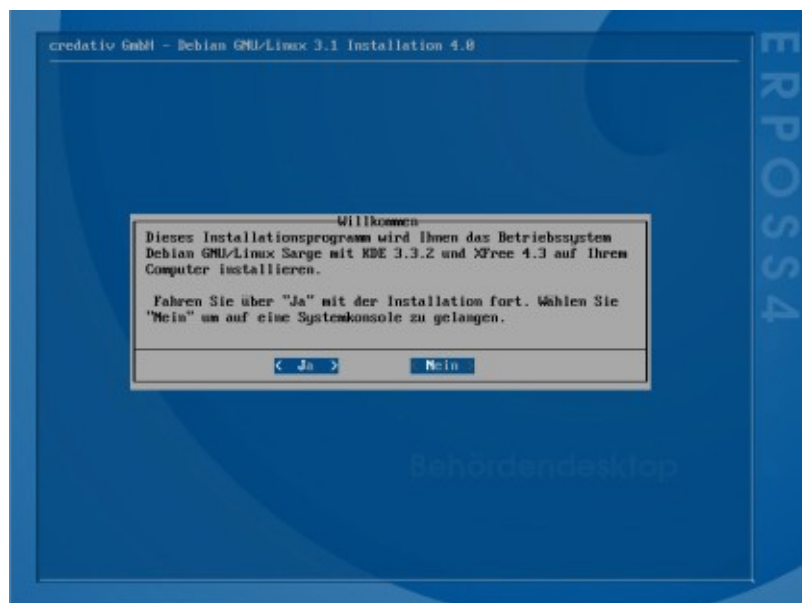 credativ GmbH - Debian GNU/Linux 3.1 Installation 4.0
ERPOSS4
Willkommen
Dieses Installationsprogramm wird Ihnen das Betriebssystem
Debian GNU/Linux Sarge mit KDE 3.3.2 und XFree 4.3 auf Ihrem
Computer installieren.
Fahren Sie über "Ja" mit der Installation fort. Wählen Sie
"Nein" um auf eine Systemkonsole zu gelangen.
< Ja > < Nein >
Behördendesktop